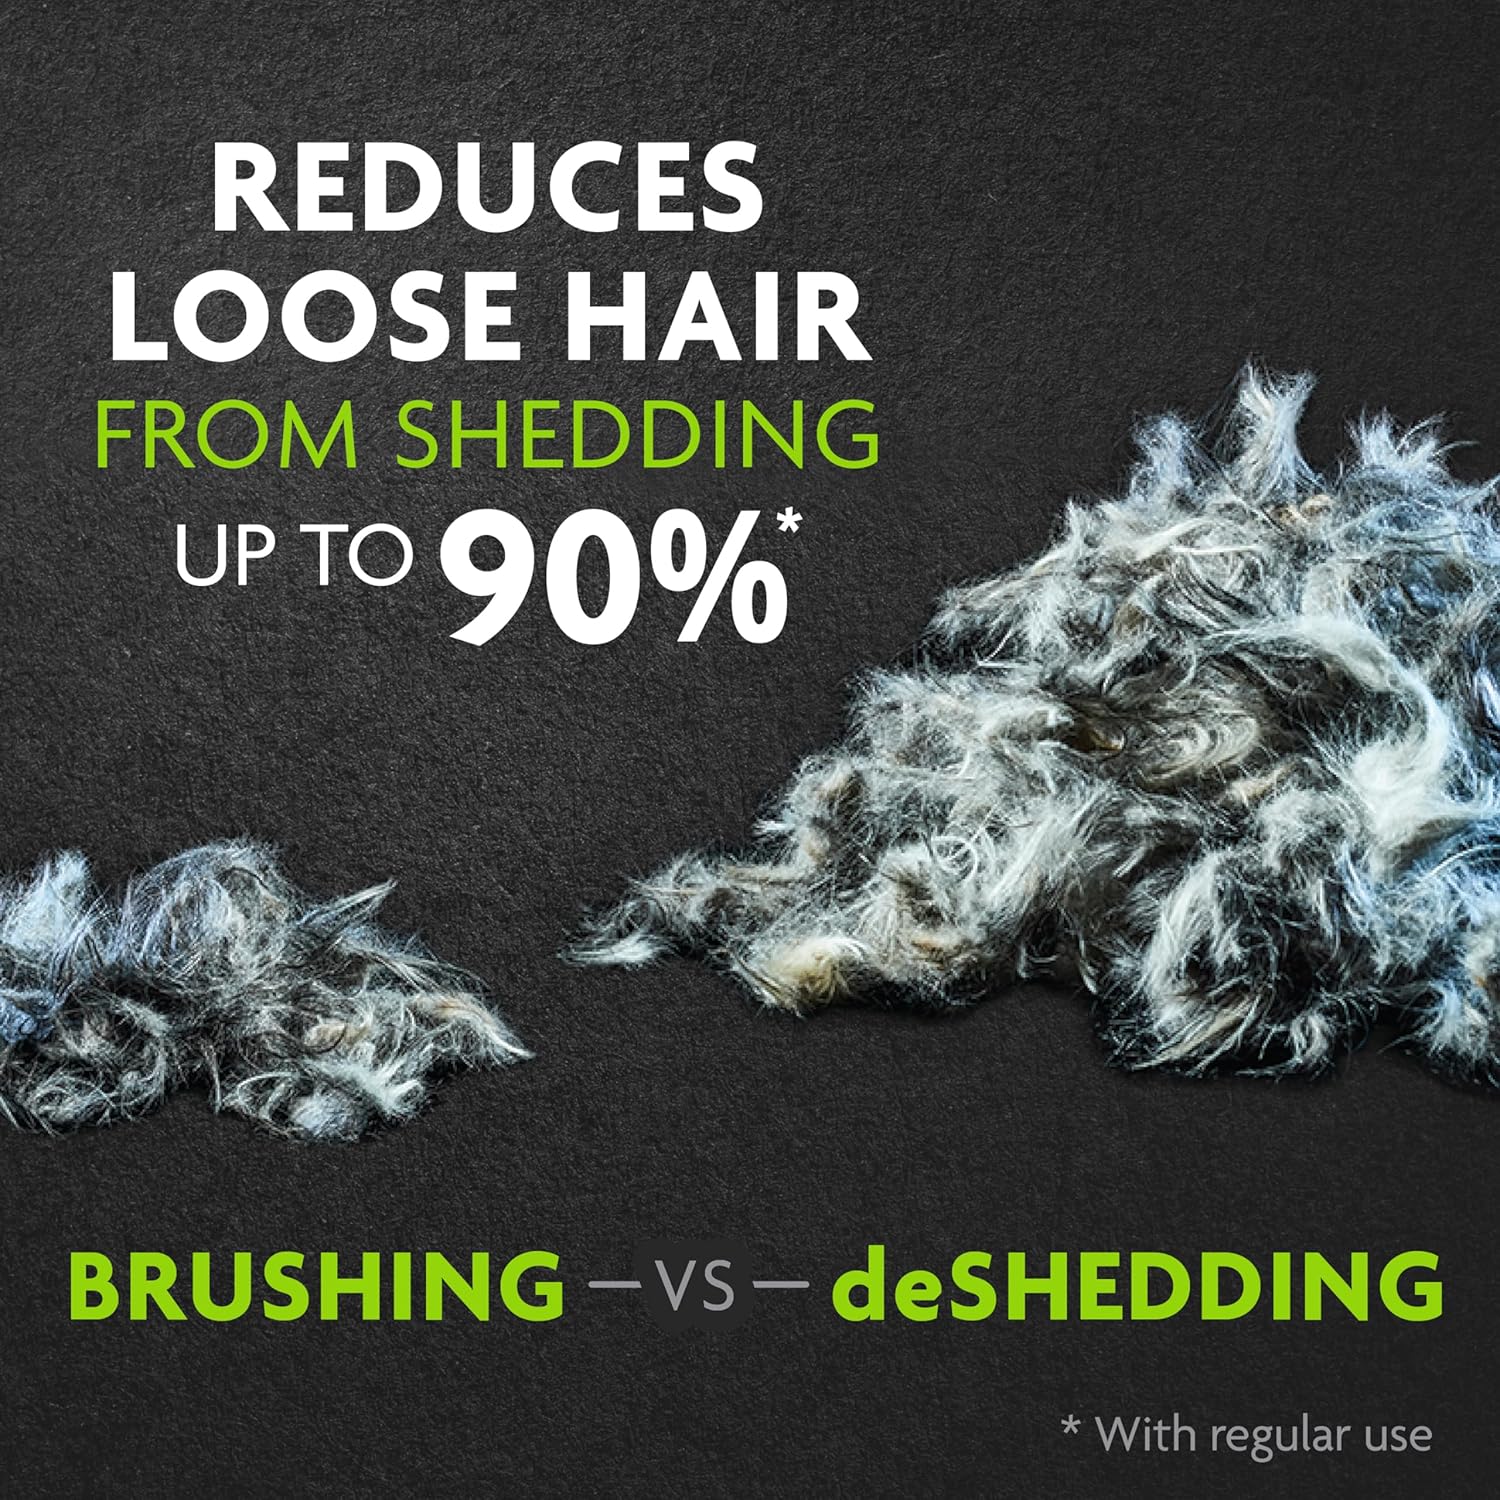 REDUCES
LOOSE HAIR
FROM SHEDDING
UP TO 90%*
BRUSHING – VS – deSHEDDING
* With regular use